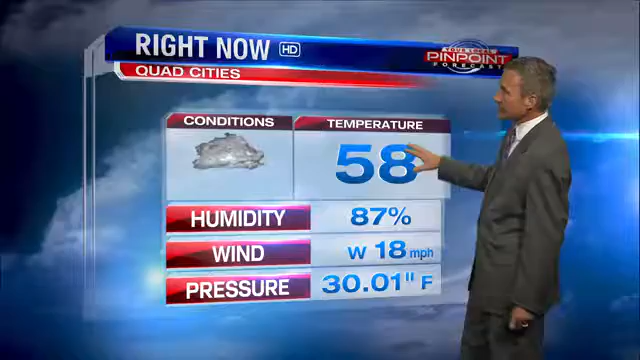 RIGHT NOW HD
QUAD CITIES
YOUR LOCAL
PINPOINT
FORECAST
CONDITIONS
TEMPERATURE
58
HUMIDITY 87%
WIND W 18 mph
PRESSURE 30.01" F